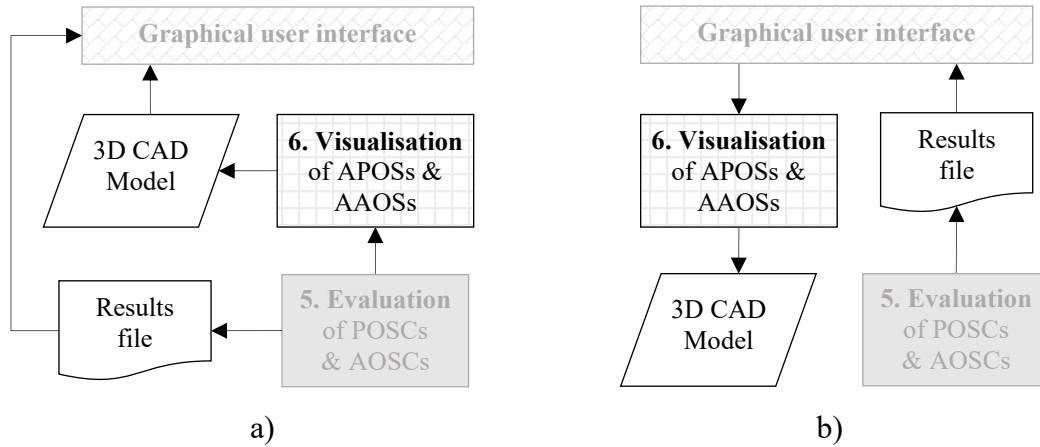 Graphical user interface
3D CAD
Model
6. Visualisation
of APOSs &
AAOSs
Results
file
5. Evaluation
of POSCs
& AOSCs
a)
Graphical user interface
6. Visualisation
of APOSs &
AAOSs
Results
file
3D CAD
Model
5. Evaluation
of POSCs
& AOSCs
b)